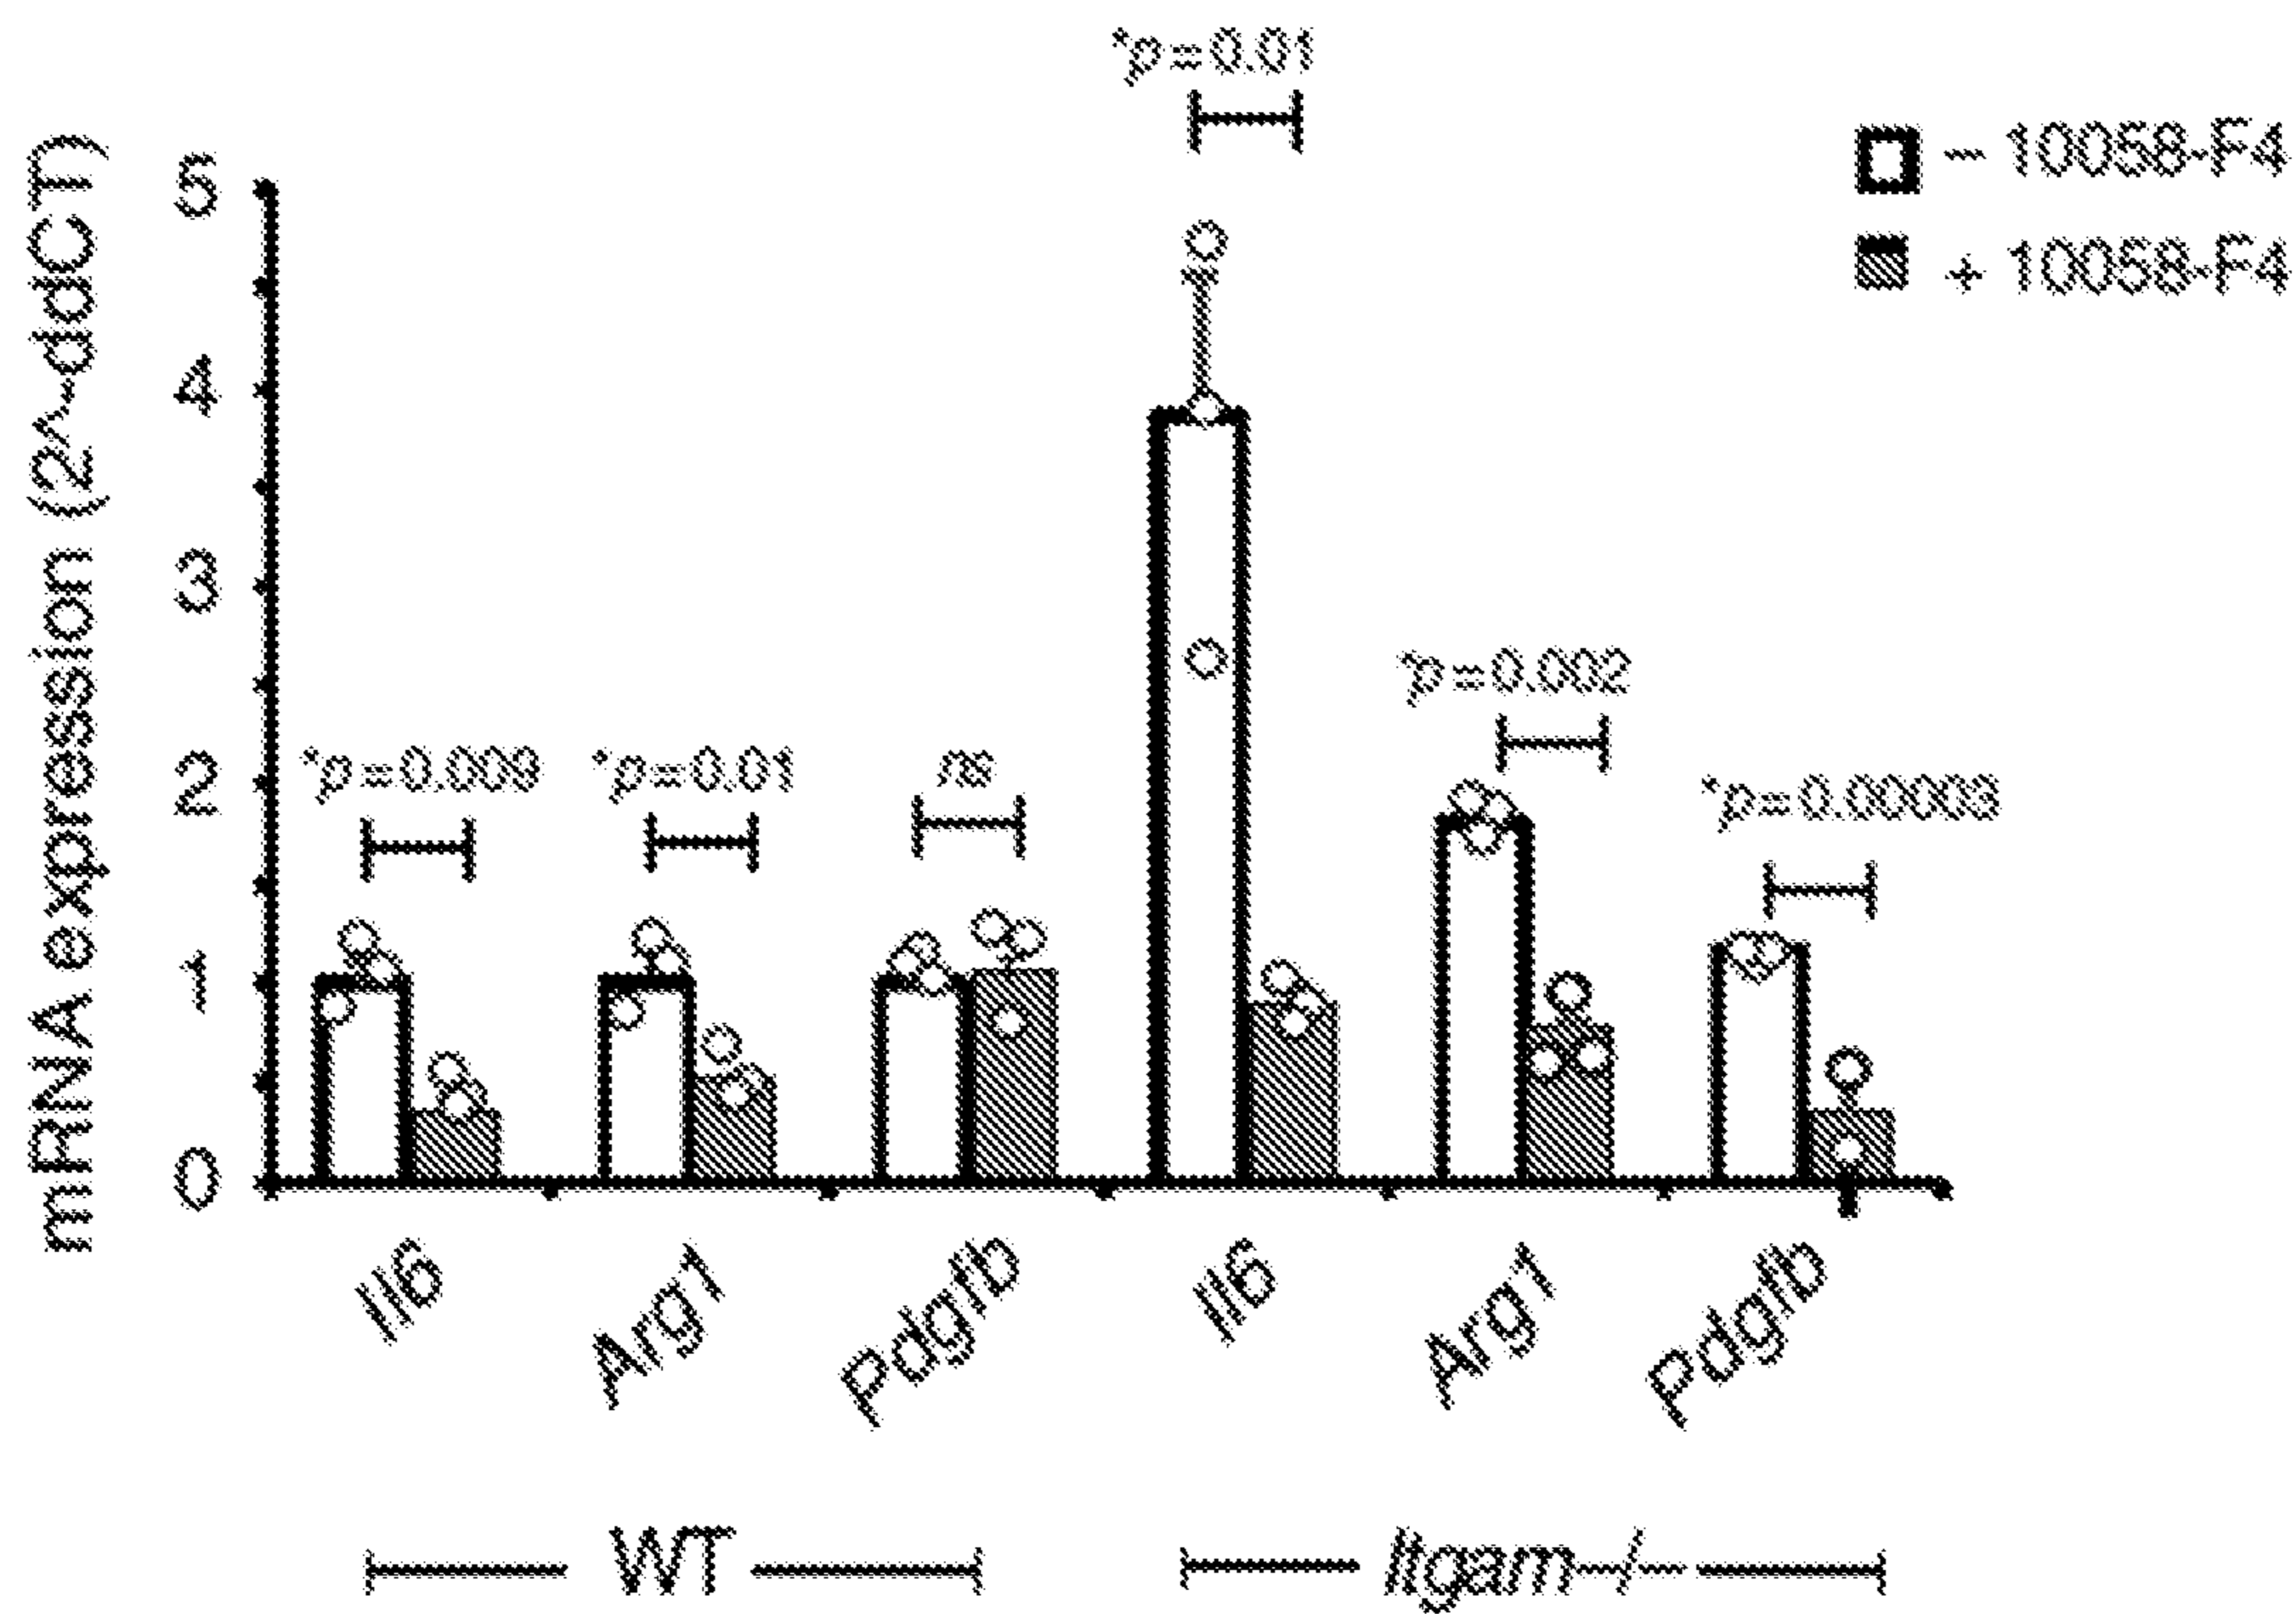 *p=0.01
– 10058-F4
+ 10058-F4
mRNA expression (2^-ddCT)
5
4
3
2
1
0
*p=0.009
*p=0.01
ns
*p=0.002
*p=0.00003
Il6
Arg1
Pdgfb
Il6
Arg1
Pdgfb
WT
Itgam–/–